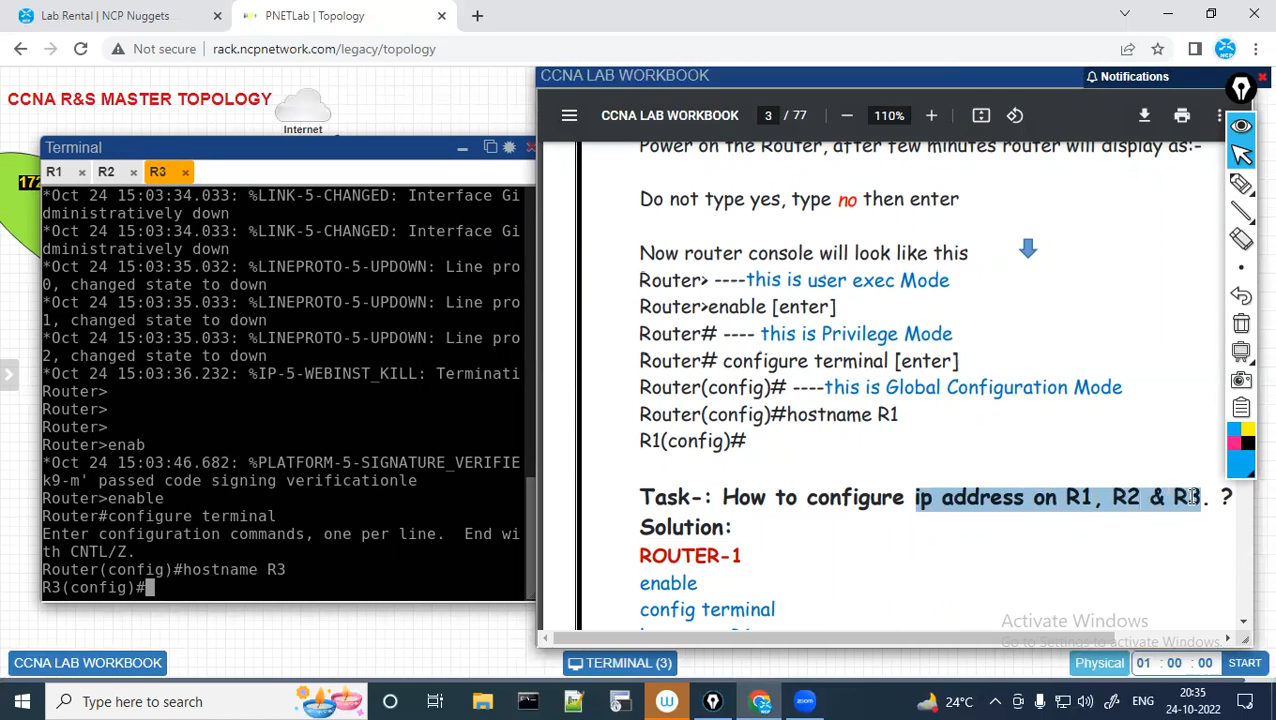 Lab Rental | NCP Nuggets
PNETLab | Topology
Not secure
rack.ncpnetwork.com/legacy/topology
CCNA R&S MASTER TOPOLOGY
Internet
172
Terminal
R1
R2
R3
*Oct 24 15:03:34.033: %LINK-5-CHANGED: Interface Gi
dministratively down
*Oct 24 15:03:34.033: %LINK-5-CHANGED: Interface Gi
dministratively down
*Oct 24 15:03:35.032: %LINEPROTO-5-UPDOWN: Line pro
0, changed state to down
*Oct 24 15:03:35.033: %LINEPROTO-5-UPDOWN: Line pro
1, changed state to down
*Oct 24 15:03:35.033: %LINEPROTO-5-UPDOWN: Line pro
2, changed state to down
*Oct 24 15:03:36.232: %IP-5-WEBINST_KILL: Terminati
Router>
Router>
Router>
Router>enab
*Oct 24 15:03:46.682: %PLATFORM-5-SIGNATURE_VERIFIE
k9-m' passed code signing verificationle
Router>enable
Router#configure terminal
Enter configuration commands, one per line.  End wi
th CNTL/Z.
Router(config)#hostname R3
R3(config)#
CCNA LAB WORKBOOK
Notifications
CCNA LAB WORKBOOK
3 / 77
110%
Power on the Router, after few minutes router will display as:-
Do not type yes, type no then enter
Now router console will look like this
Router> ----this is user exec Mode
Router>enable [enter]
Router# ---- this is Privilege Mode
Router# configure terminal [enter]
Router(config)# ----this is Global Configuration Mode
Router(config)#hostname R1
R1(config)#
Task-: How to configure ip address on R1, R2 & R3. ?
Solution:
ROUTER-1
enable
config terminal
Activate Windows
Go to Settings to activate Windows.
CCNA LAB WORKBOOK
TERMINAL (3)
Physical
01 : 00 : 00
START
Type here to search
24°C
ENG
20:35
24-10-2022